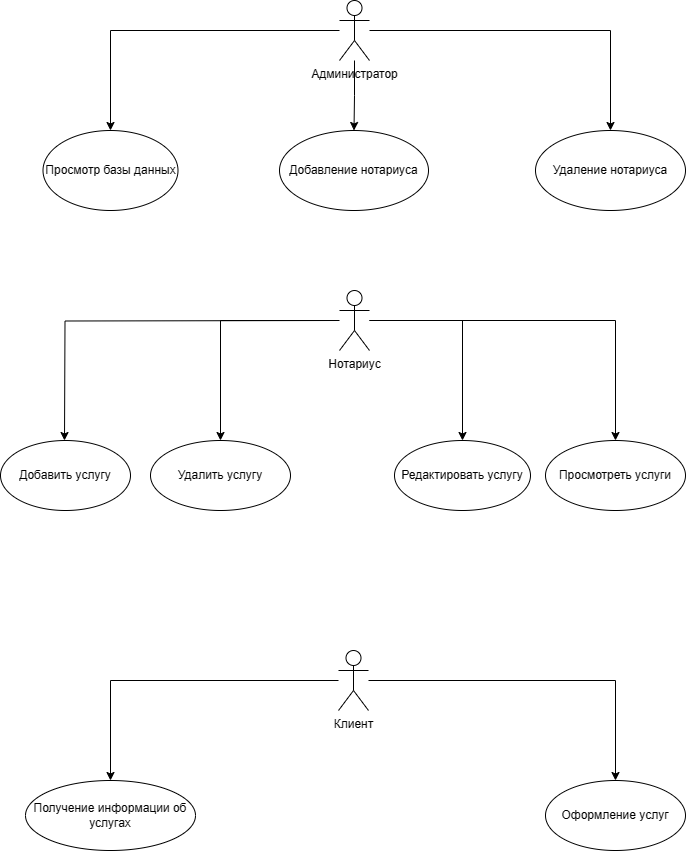 Администратор
Просмотр базы данных
Добавление нотариуса
Удаление нотариуса
Нотариус
Добавить услугу
Удалить услугу
Редактировать услугу
Просмотреть услуги
Клиент
Получение информации об
услугах
Оформление услуг